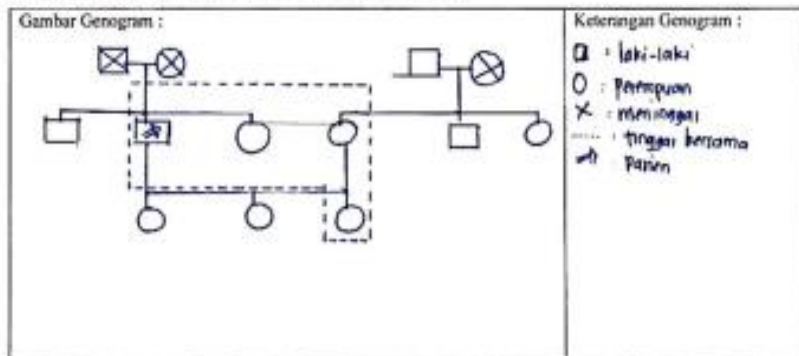 Gambar Genogram :
Keterangan Genogram :
: laki-laki
: Perempuan
: meninggal
: tinggal bersama
: Pasien